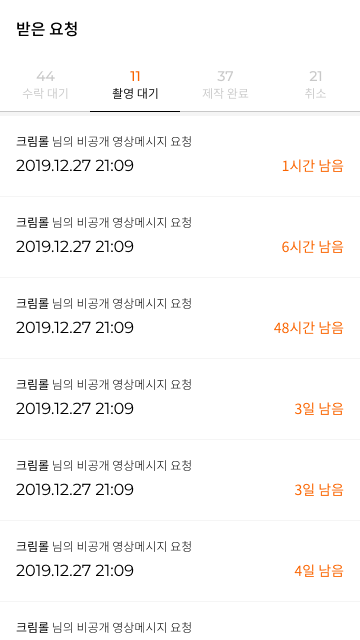 받은 요청
44 11 37 21
수락 대기 촬영 대기 제작 완료 취소
크림롤 님의 비공개 영상메시지 요청
2019.12.27 21:09 1시간 남음
크림롤 님의 비공개 영상메시지 요청
2019.12.27 21:09 6시간 남음
크림롤 님의 비공개 영상메시지 요청
2019.12.27 21:09 48시간 남음
크림롤 님의 비공개 영상메시지 요청
2019.12.27 21:09 3일 남음
크림롤 님의 비공개 영상메시지 요청
2019.12.27 21:09 3일 남음
크림롤 님의 비공개 영상메시지 요청
2019.12.27 21:09 4일 남음
크림롤 님의 비공개 영상메시지 요청